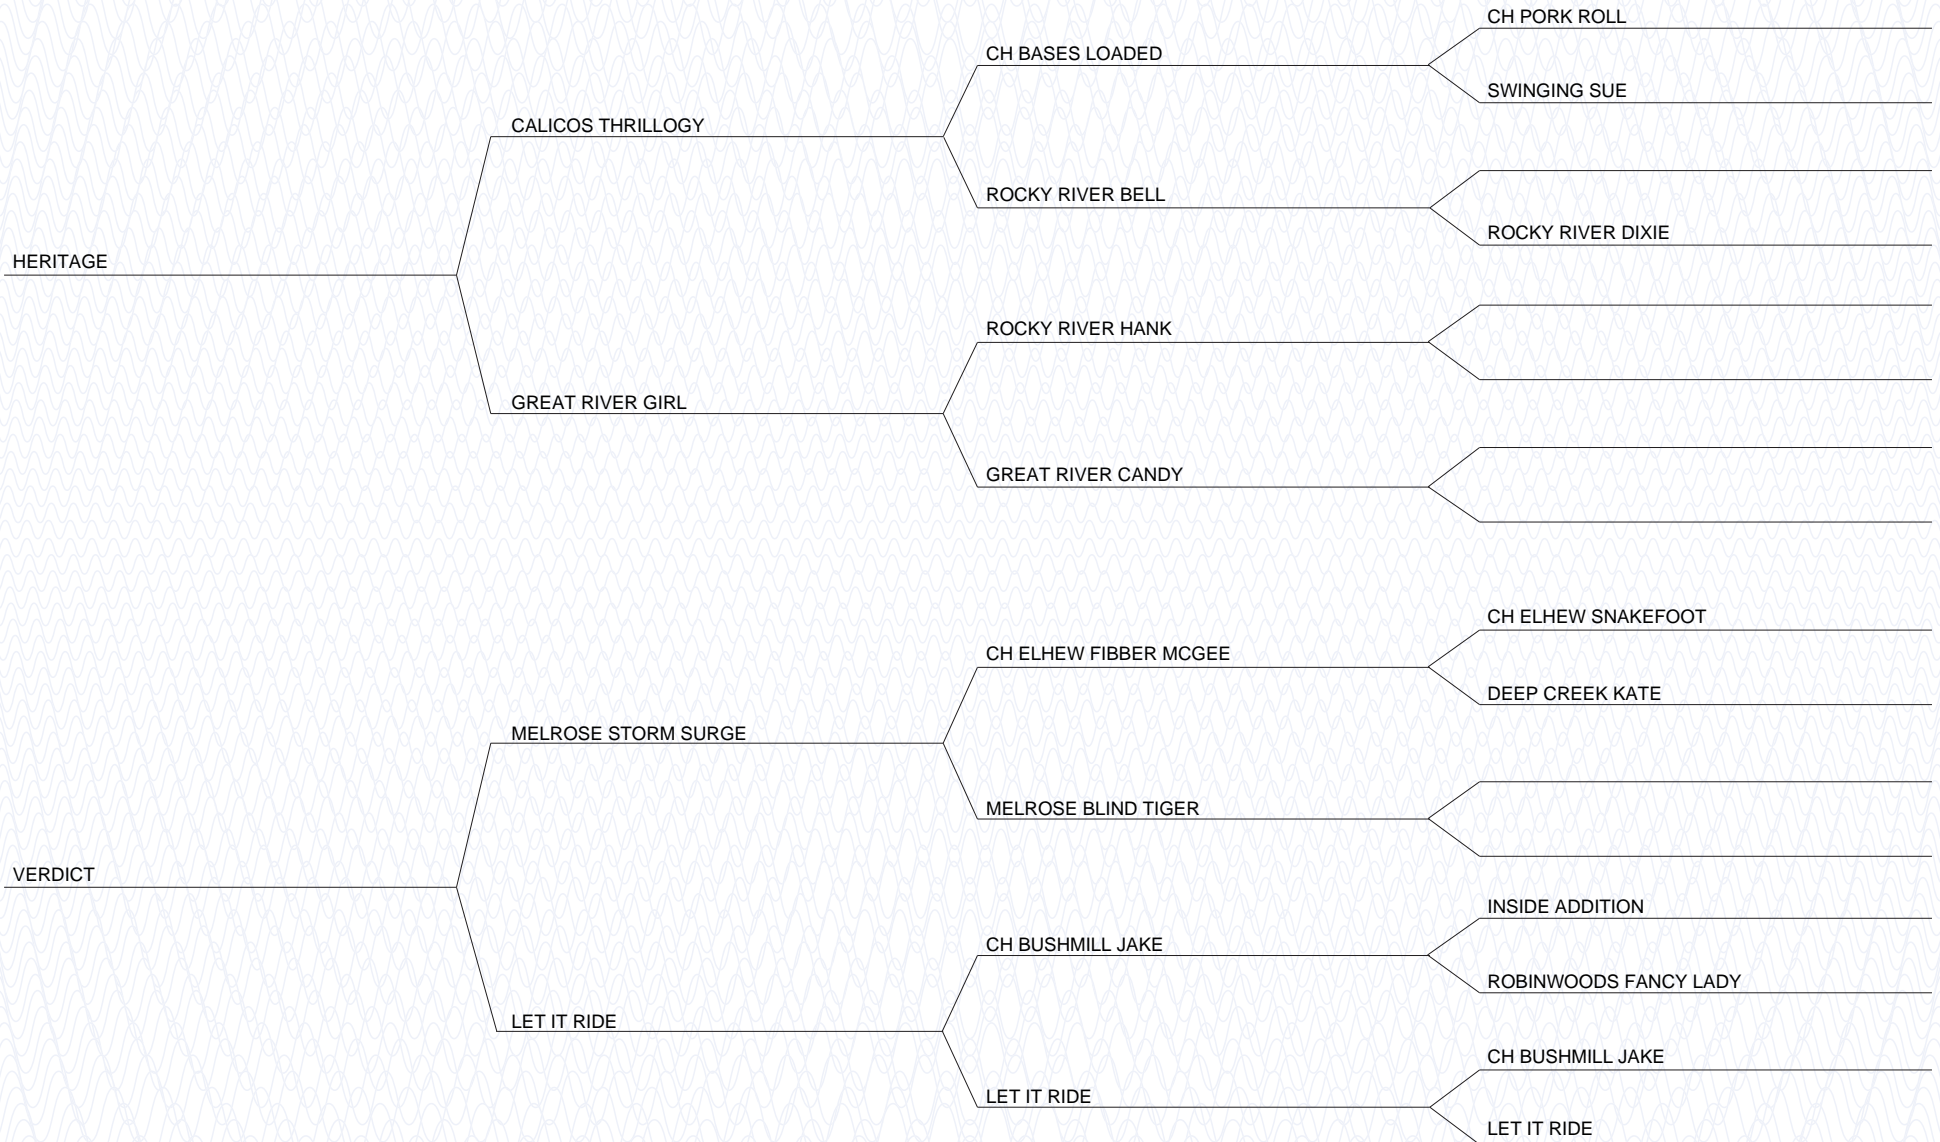 CH PORK ROLL
CH BASES LOADED
SWINGING SUE
CALICOS THRILLOGY
ROCKY RIVER BELL
ROCKY RIVER DIXIE
HERITAGE
ROCKY RIVER HANK
GREAT RIVER GIRL
GREAT RIVER CANDY
CH ELHEW SNAKEFOOT
CH ELHEW FIBBER MCGEE
DEEP CREEK KATE
MELROSE STORM SURGE
MELROSE BLIND TIGER
VERDICT
INSIDE ADDITION
CH BUSHMILL JAKE
ROBINWOODS FANCY LADY
LET IT RIDE
CH BUSHMILL JAKE
LET IT RIDE
LET IT RIDE